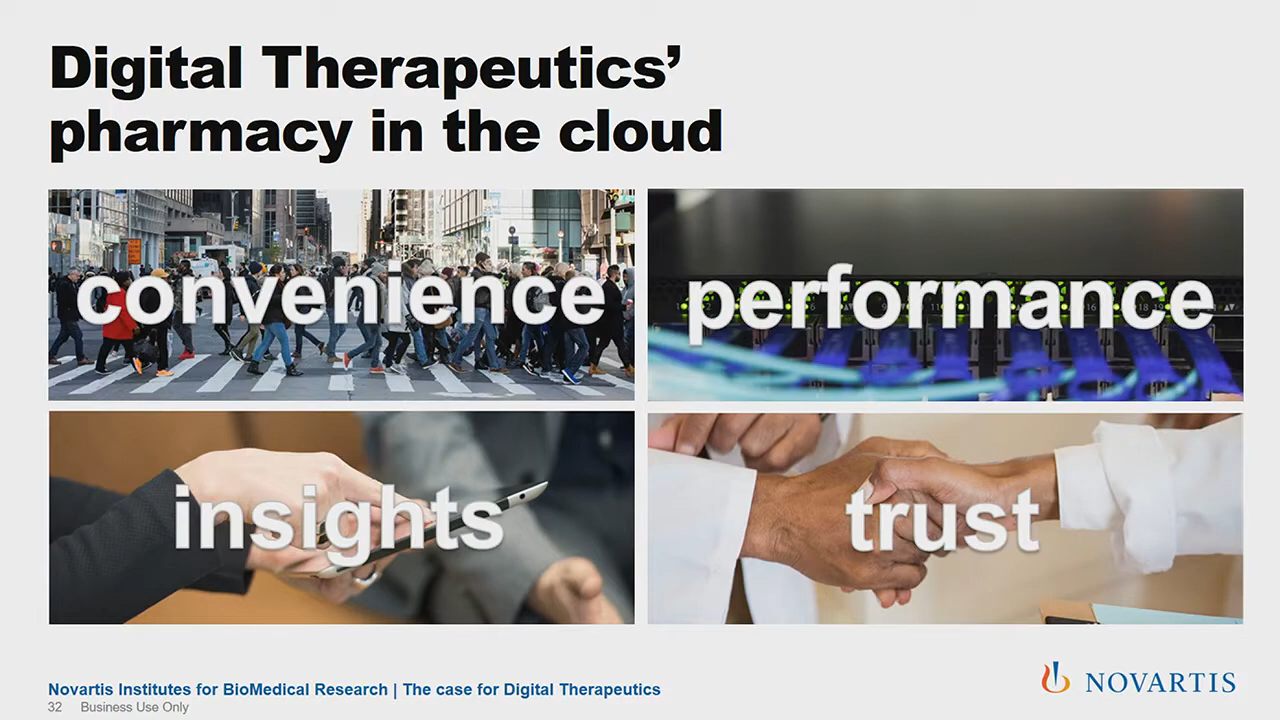 Digital Therapeutics’
pharmacy in the cloud
convenience
performance
insights
trust
Novartis Institutes for BioMedical Research | The case for Digital Therapeutics
32 Business Use Only
NOVARTIS